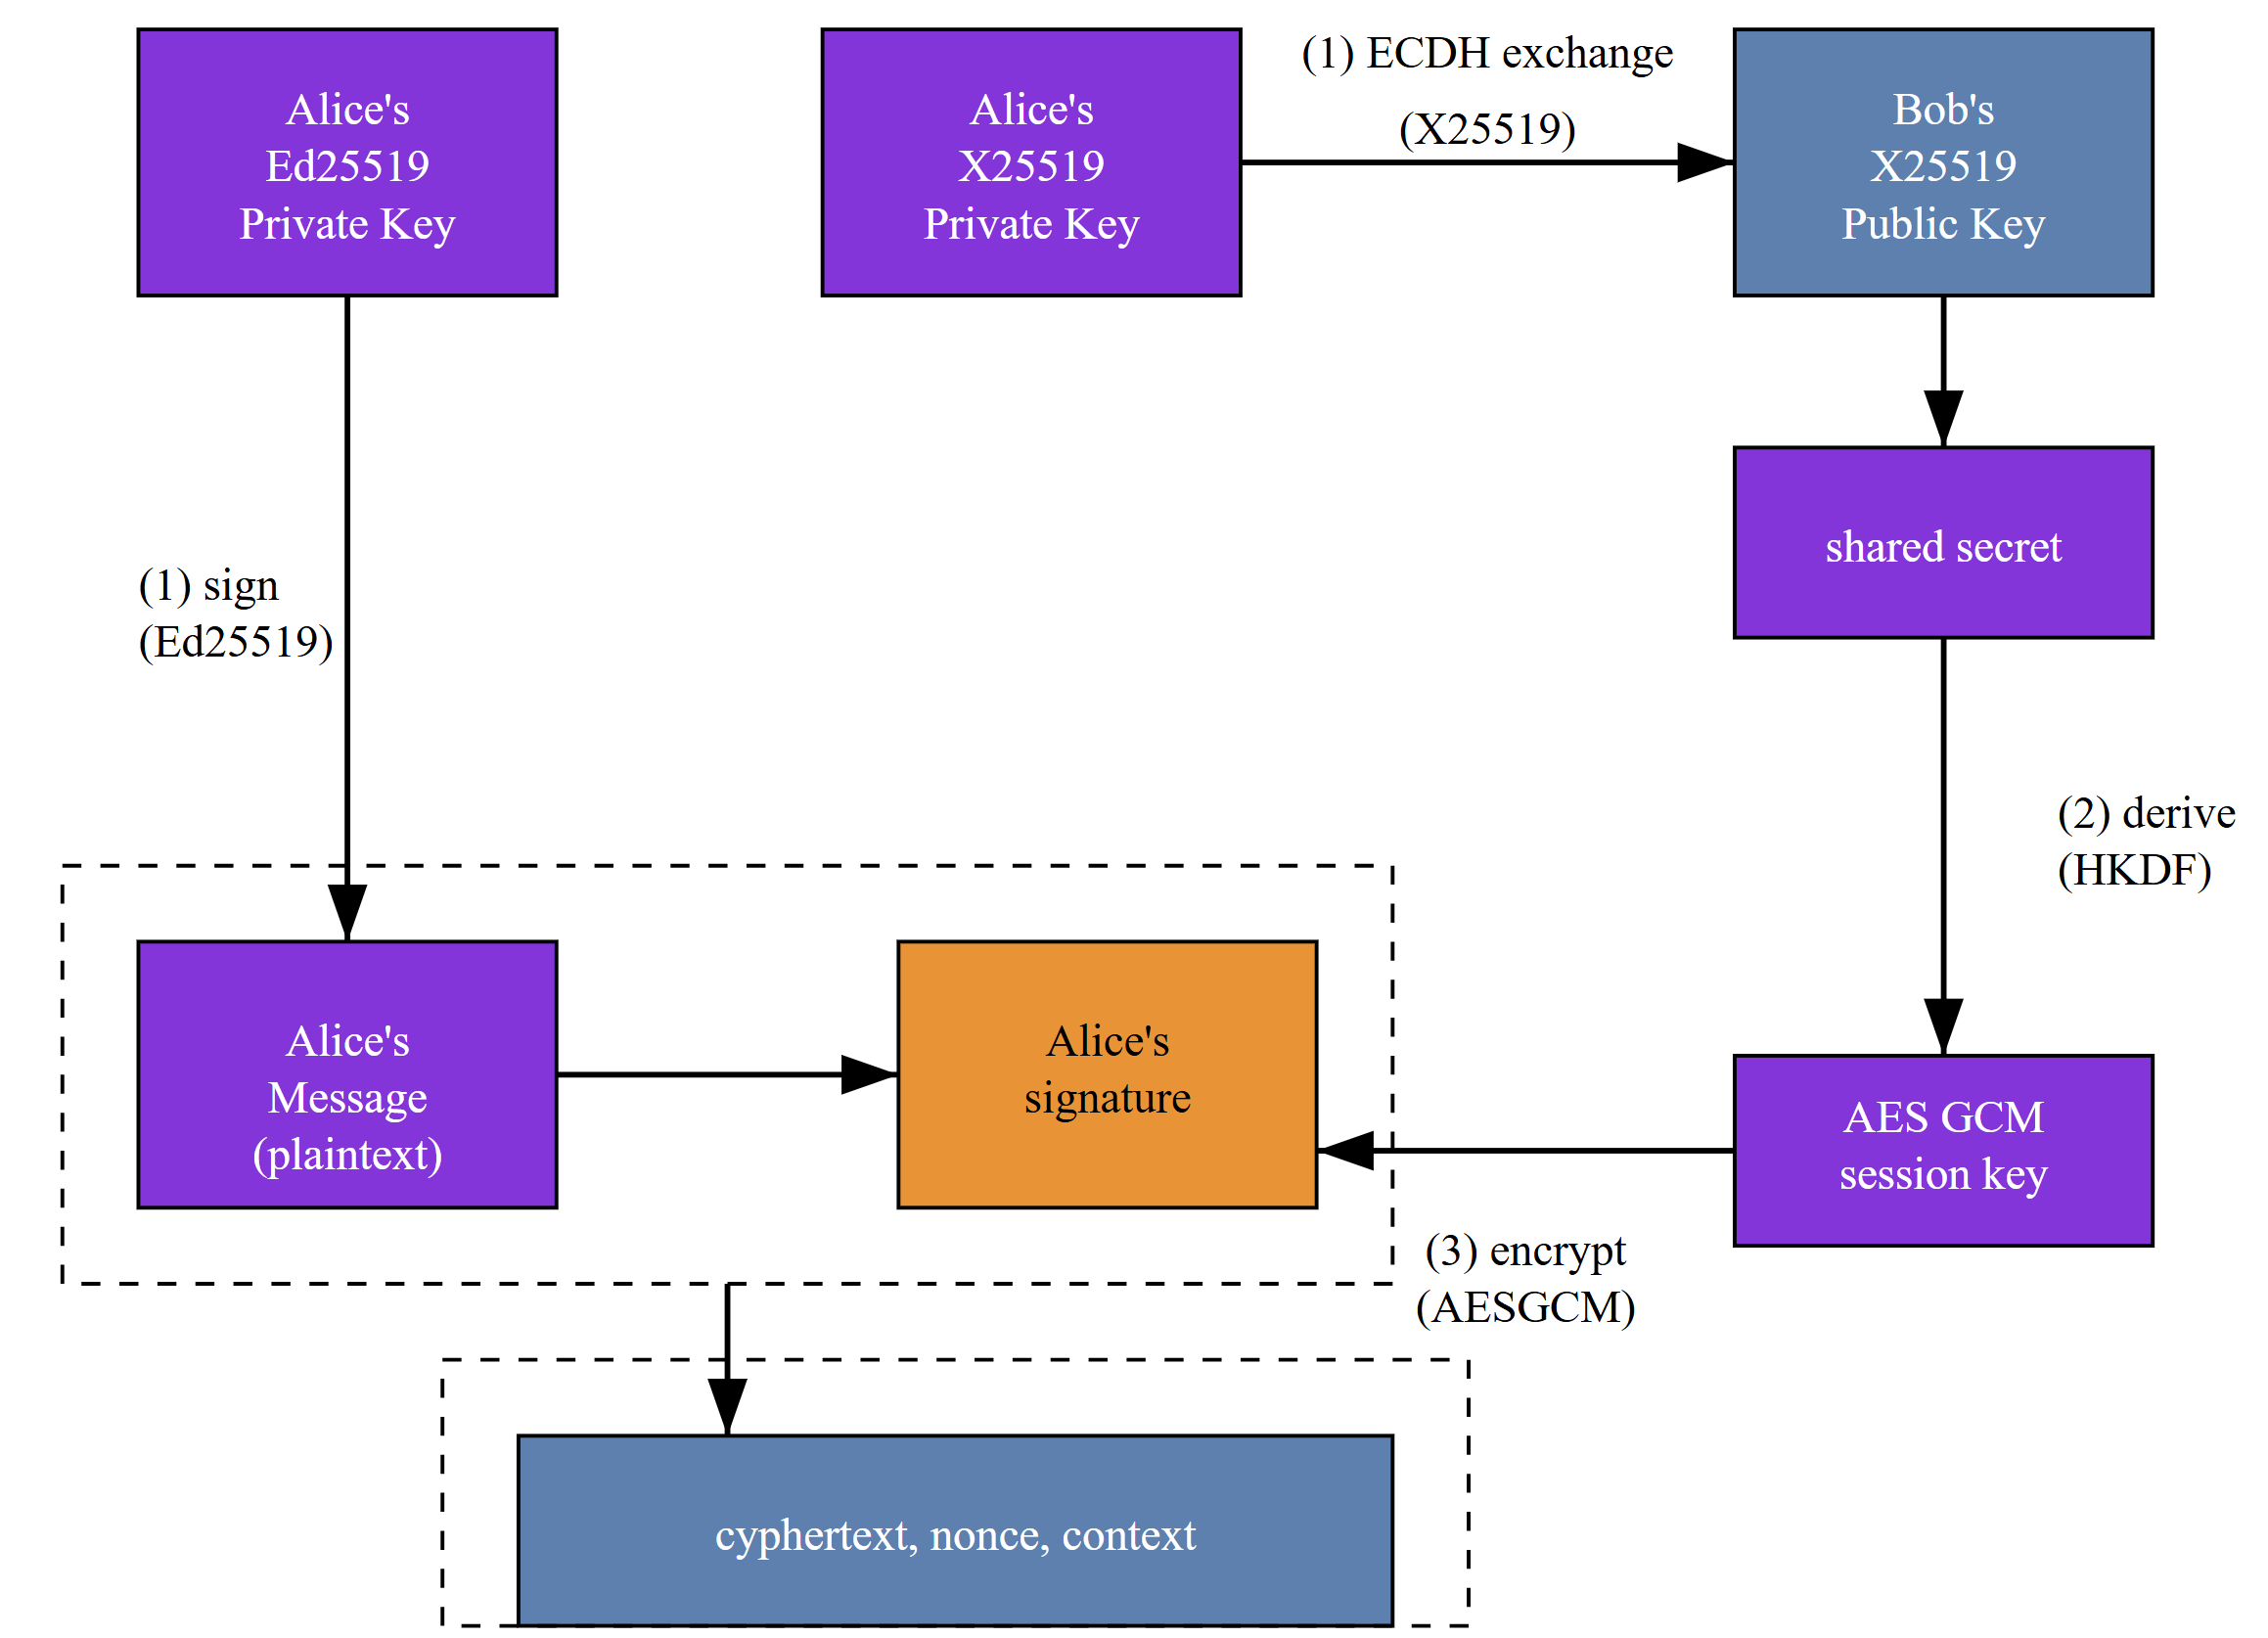 Alice's
Ed25519
Private Key
Alice's
X25519
Private Key
(1) ECDH exchange
(X25519)
Bob's
X25519
Public Key
shared secret
(1) sign
(Ed25519)
(2) derive
(HKDF)
Alice's
Message
(plaintext)
Alice's
signature
AES GCM
session key
(3) encrypt
(AESGCM)
cyphertext, nonce, context